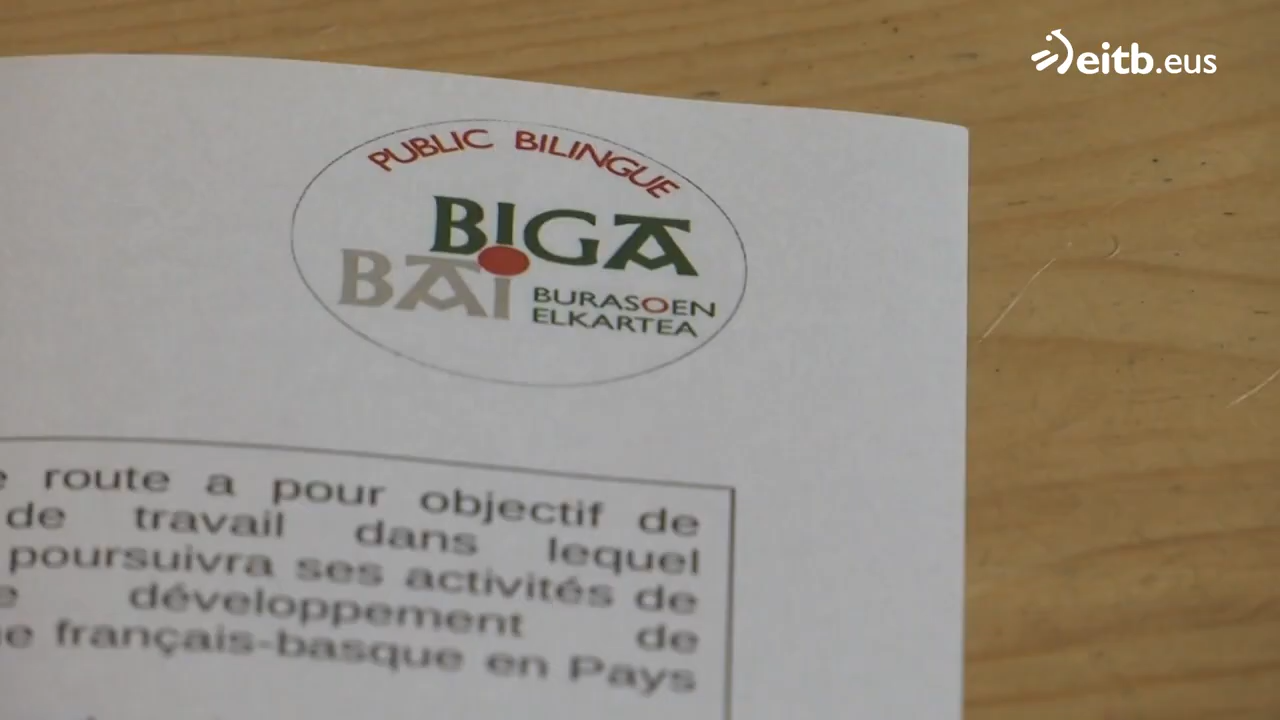 eitb.eus
PUBLIC BILINGUE
BIGA
BAi
BURASOEN
ELKARTEA
route a pour objectif de
de travail dans lequel
poursuivra ses activités de
développement de
français-basque en Pays